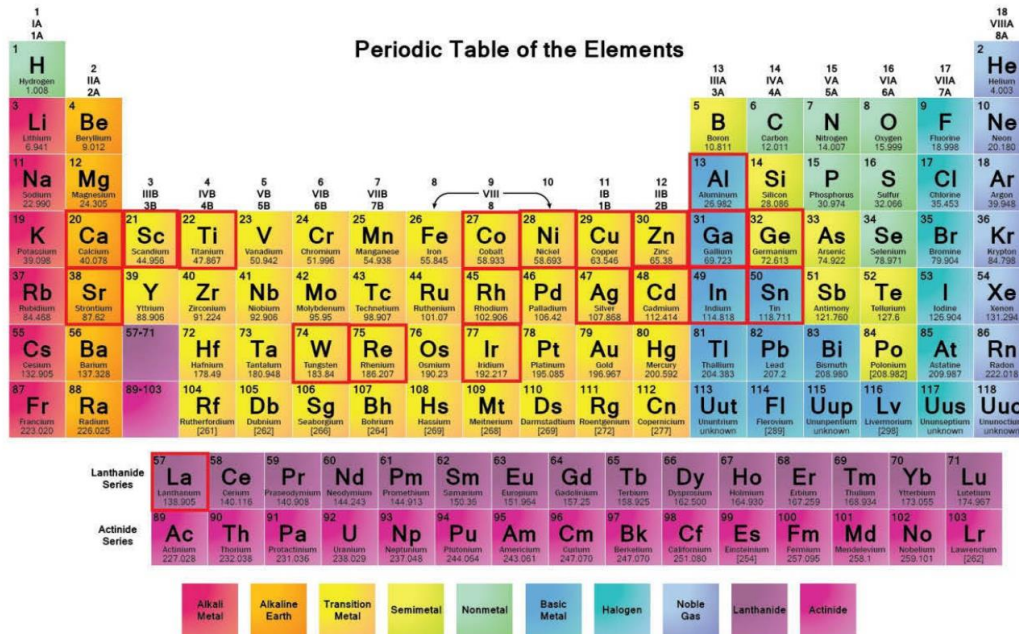 Periodic Table of the Elements
1 18
IA VIIIA
1A 8A
1 2
H He
Hydrogen Helium
1.008 4.003
2 13 14 15 16 17
IIA IIIA IVA VA VIA VIIA
2A 3A 4A 5A 6A 7A
3 4 5 6 7 8 9 10
Li Be B C N O F Ne
Lithium Beryllium Boron Carbon Nitrogen Oxygen Fluorine Neon
6.941 9.012 10.811 12.011 14.007 15.999 18.998 20.180
11 12 13 14 15 16 17 18
Na Mg Al Si P S Cl Ar
Sodium Magnesium Aluminum Silicon Phosphorus Sulfur Chlorine Argon
22.990 24.305 26.982 28.086 30.974 32.066 35.453 39.948
3 4 5 6 7 8 9 10 11 12
IIIB IVB VB VIB VIIB VIII IB IIB
3B 4B 5B 6B 7B 8 1B 2B
19 20 21 22 23 24 25 26 27 28 29 30 31 32 33 34 35 36
K Ca Sc Ti V Cr Mn Fe Co Ni Cu Zn Ga Ge As Se Br Kr
Potassium Calcium Scandium Titanium Vanadium Chromium Manganese Iron Cobalt Nickel Copper Zinc Gallium Germanium Arsenic Selenium Bromine Krypton
39.098 40.078 44.956 47.867 50.942 51.996 54.938 55.845 58.933 58.693 63.546 65.38 69.723 72.613 74.922 78.971 79.904 84.798
37 38 39 40 41 42 43 44 45 46 47 48 49 50 51 52 53 54
Rb Sr Y Zr Nb Mo Tc Ru Rh Pd Ag Cd In Sn Sb Te I Xe
Rubidium Strontium Yttrium Zirconium Niobium Molybdenum Technetium Ruthenium Rhodium Palladium Silver Cadmium Indium Tin Antimony Tellurium Iodine Xenon
84.468 87.62 88.906 91.224 92.906 95.95 98.907 101.07 102.906 106.42 107.868 112.414 114.818 118.711 121.760 127.6 126.904 131.294
55 56 57-71 72 73 74 75 76 77 78 79 80 81 82 83 84 85 86
Cs Ba Hf Ta W Re Os Ir Pt Au Hg Tl Pb Bi Po At Rn
Cesium Barium Hafnium Tantalum Tungsten Rhenium Osmium Iridium Platinum Gold Mercury Thallium Lead Bismuth Polonium Astatine Radon
132.905 137.328 178.49 180.948 183.84 186.207 190.23 192.217 195.085 196.967 200.592 204.383 207.2 208.980 [208.982] 209.987 222.018
87 88 89-103 104 105 106 107 108 109 110 111 112 113 114 115 116 117 118
Fr Ra Rf Db Sg Bh Hs Mt Ds Rg Cn Uut Fl Uup Lv Uus Uuo
Francium Radium Rutherfordium Dubnium Seaborgium Bohrium Hassium Meitnerium Darmstadtium Roentgenium Copernicium Ununtrium Flerovium Ununpentium Livermorium Ununseptium Ununoctium
223.020 226.025 [261] [262] [266] [264] [269] [268] [269] [272] [277] unknown [289] unknown [298] unknown unknown
Lanthanide Series
57 58 59 60 61 62 63 64 65 66 67 68 69 70 71
La Ce Pr Nd Pm Sm Eu Gd Tb Dy Ho Er Tm Yb Lu
Lanthanum Cerium Praseodymium Neodymium Promethium Samarium Europium Gadolinium Terbium Dysprosium Holmium Erbium Thulium Ytterbium Lutetium
138.905 140.116 140.908 144.243 144.913 150.36 151.964 157.25 158.925 162.500 164.930 167.259 168.934 173.055 174.967
Actinide Series
89 90 91 92 93 94 95 96 97 98 99 100 101 102 103
Ac Th Pa U Np Pu Am Cm Bk Cf Es Fm Md No Lr
Actinium Thorium Protactinium Uranium Neptunium Plutonium Americium Curium Berkelium Californium Einsteinium Fermium Mendelevium Nobelium Lawrencium
227.028 232.038 231.036 238.029 237.048 244.064 243.061 247.070 247.070 251.080 [254] 257.095 258.1 259.101 [262]
Alkali Metal
Alkaline Earth
Transition Metal
Semimetal
Nonmetal
Basic Metal
Halogen
Noble Gas
Lanthanide
Actinide